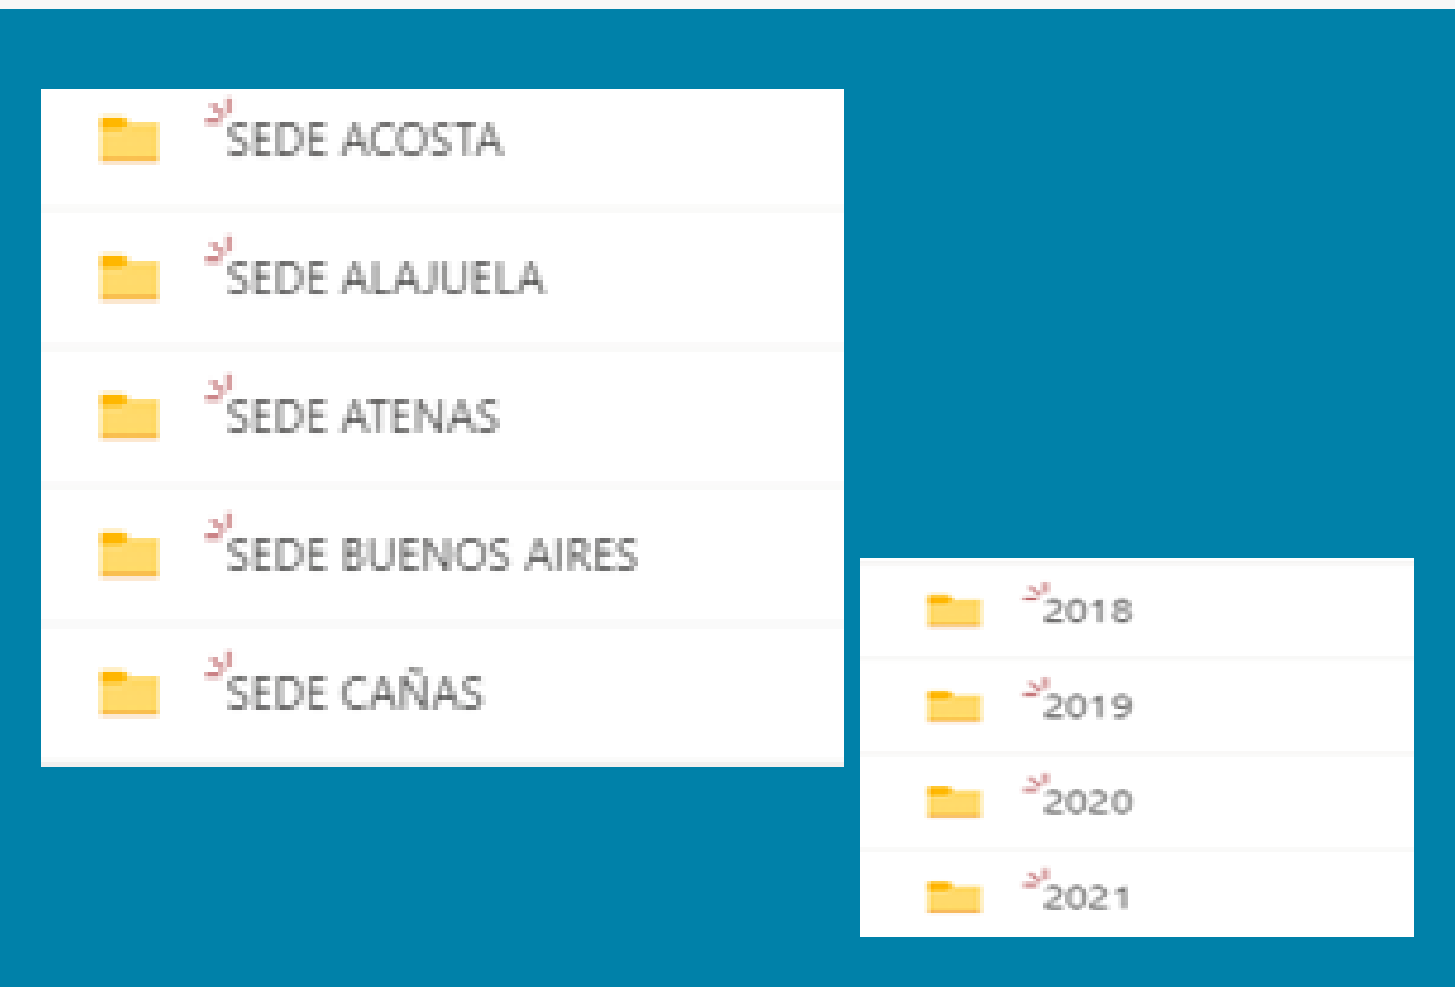 SEDE ACOSTA
SEDE ALAJUELA
SEDE ATENAS
SEDE BUENOS AIRES
SEDE CAÑAS
2018
2019
2020
2021